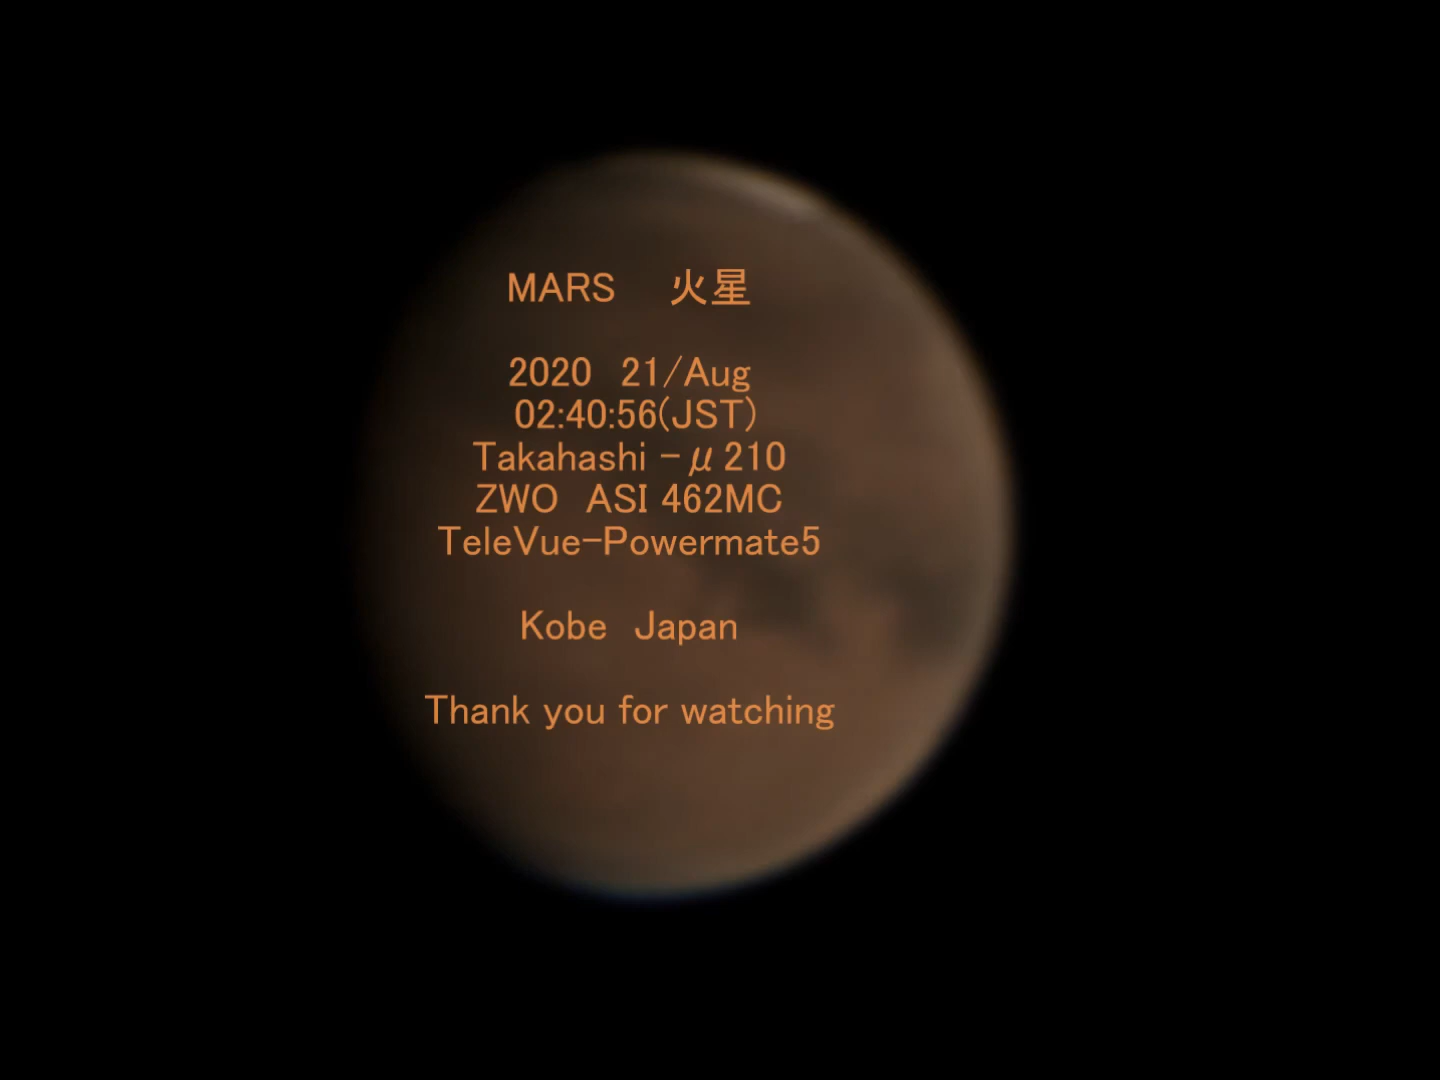 MARS 火星
2020 21/Aug
02:40:56(JST)
Takahashi -μ210
ZWO ASI 462MC
TeleVue-Powermate5
Kobe Japan
Thank you for watching